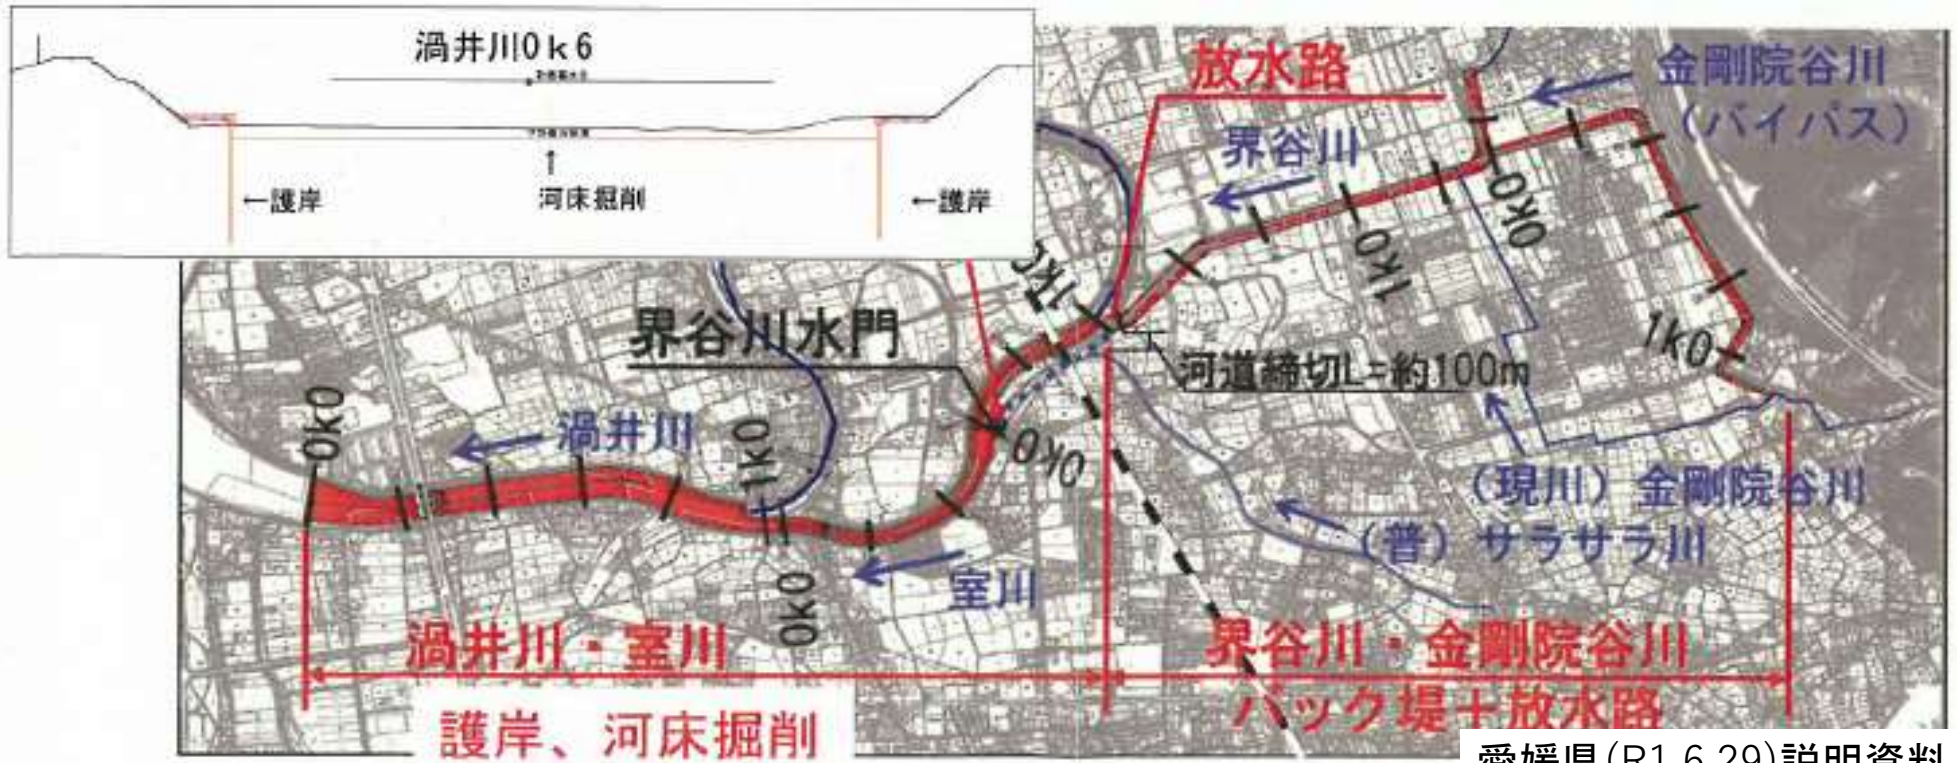 渦井川0k6
←護岸
河床掘削
←護岸
放水路
金剛院谷川
(バイパス)
界谷川
0k0
1k0
1k0
1k0
界谷川水門
河道締切L=約100m
0k0
渦井川
1k0
0k0
0k0
室川
(現川)金剛院谷川
(普)サラサラ川
渦井川・室川
界谷川・金剛院谷川
護岸、河床掘削
バック堤+放水路
愛媛県(R1.6.29)説明資料